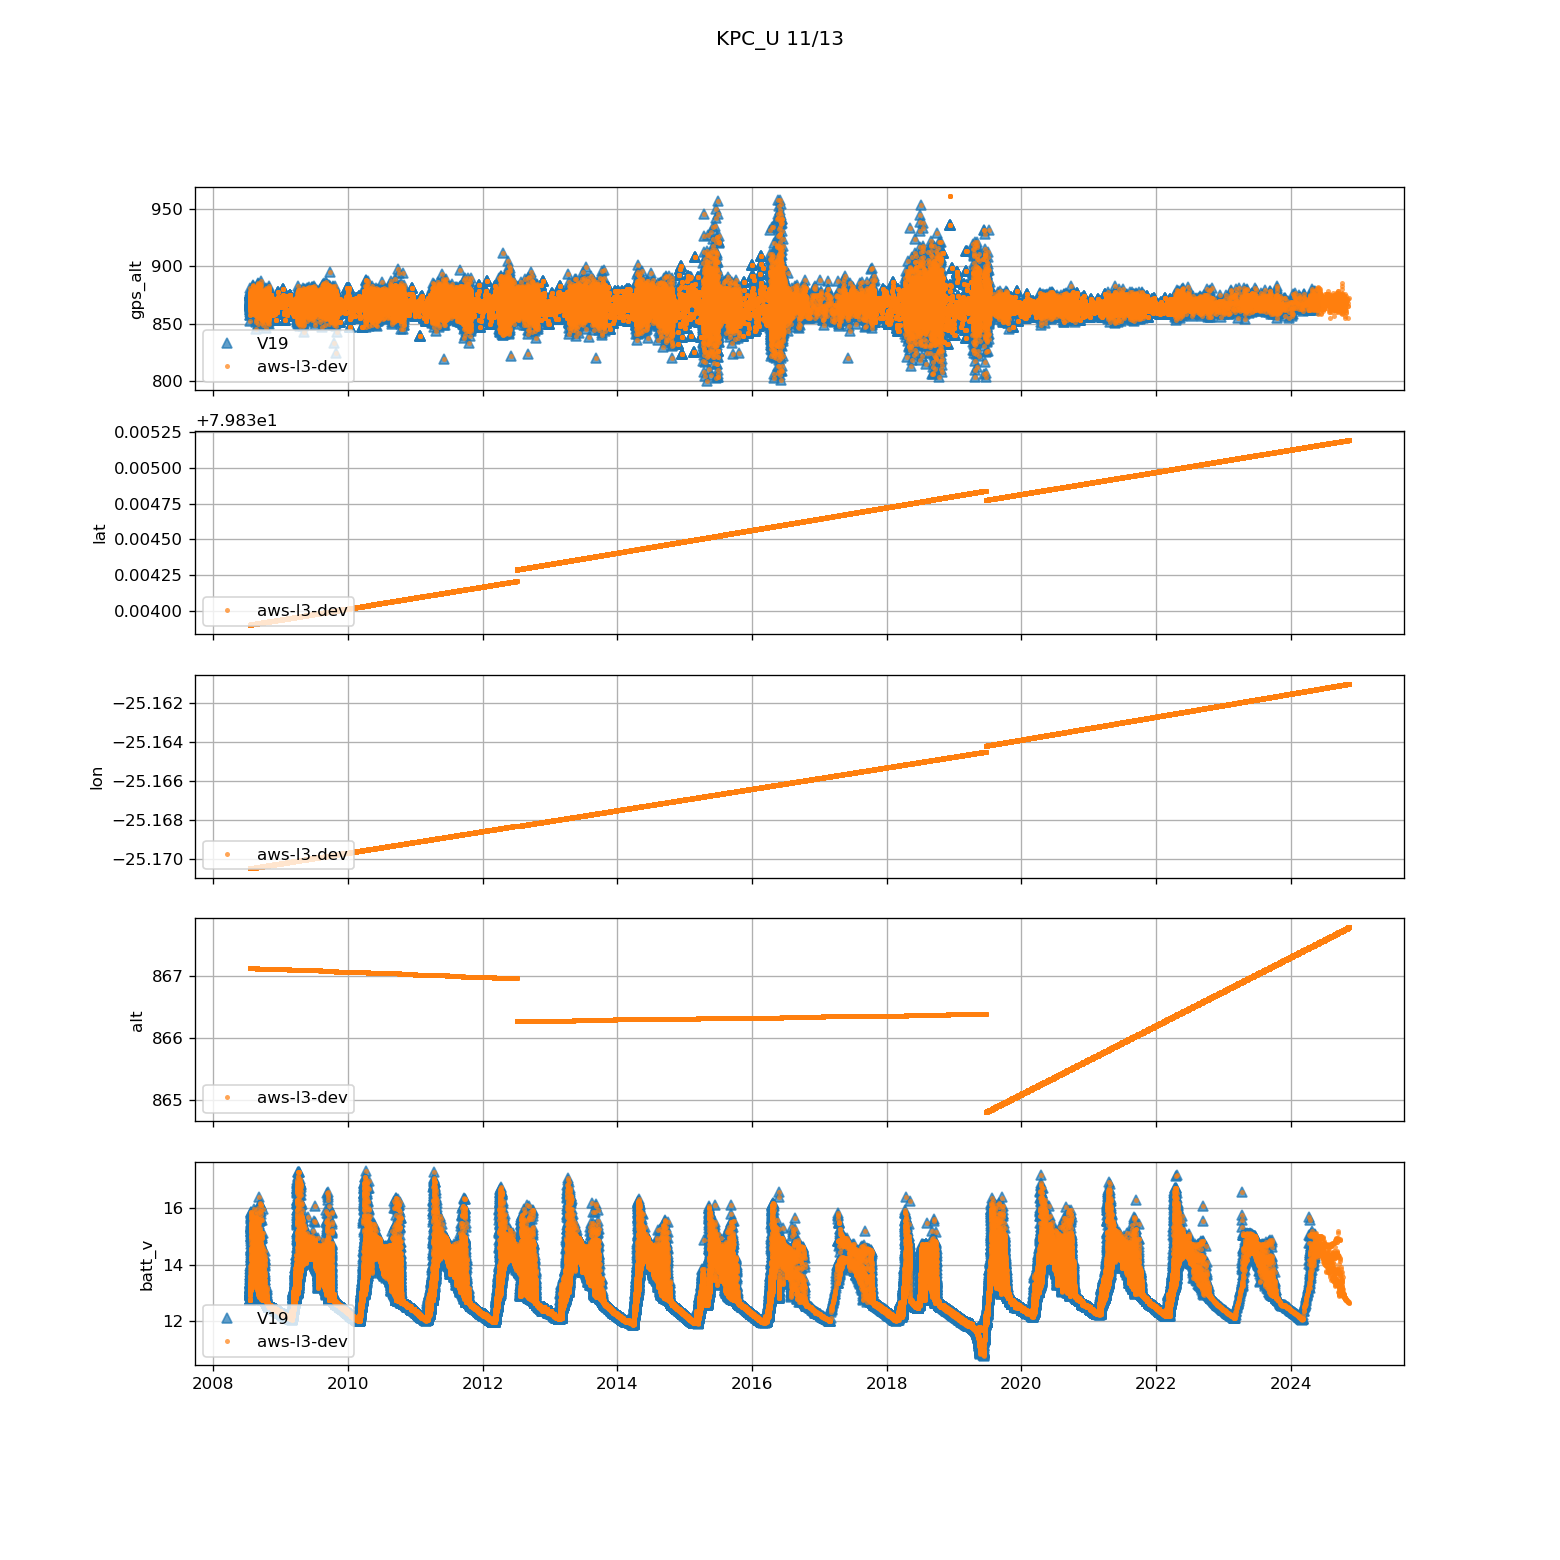 KPC_U 11/13
950
900
850
800
gps_alt
V19
aws-l3-dev
+7.983e1
0.00525
0.00500
0.00475
0.00450
0.00425
0.00400
lat
aws-l3-dev
−25.162
−25.164
−25.166
−25.168
−25.170
lon
aws-l3-dev
867
866
865
alt
aws-l3-dev
16
14
12
batt_v
V19
aws-l3-dev
2008 2010 2012 2014 2016 2018 2020 2022 2024